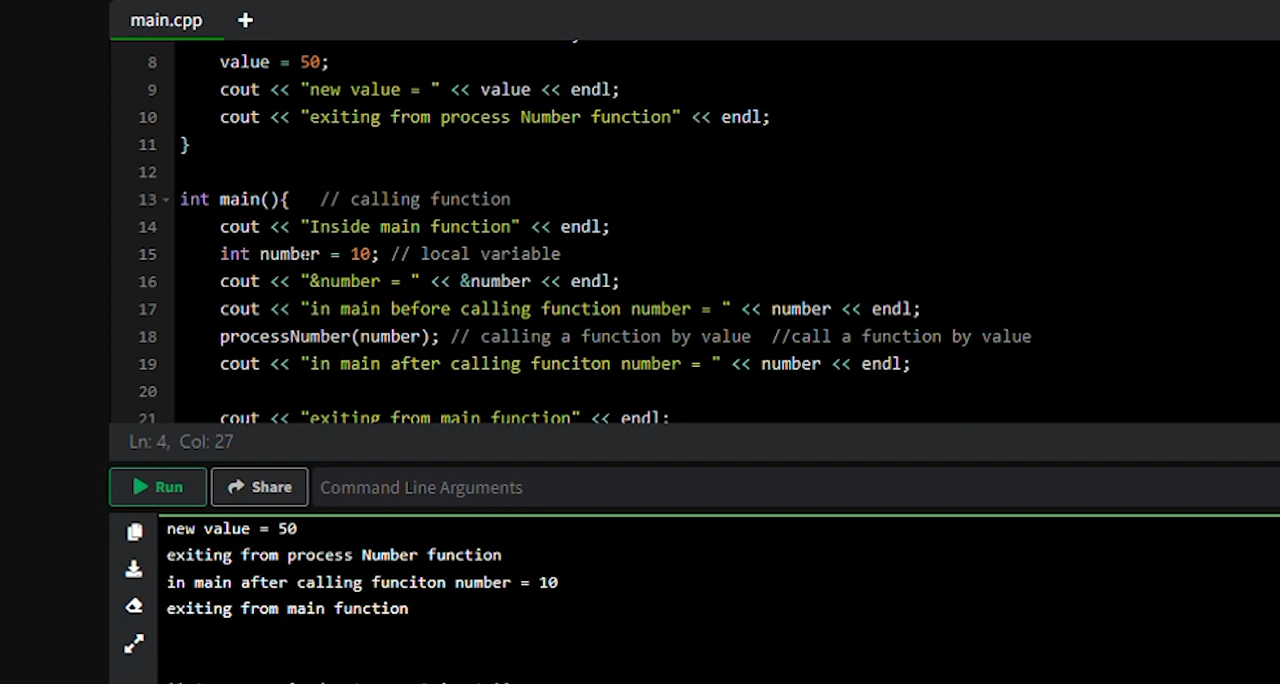 main.cpp +
8 value = 50;
9 cout << "new value = " << value << endl;
10 cout << "exiting from process Number function" << endl;
11 }
12
13 int main(){ // calling function
14 cout << "Inside main function" << endl;
15 int number = 10; // local variable
16 cout << "&number = " << &number << endl;
17 cout << "in main before calling function number = " << number << endl;
18 processNumber(number); // calling a function by value //call a function by value
19 cout << "in main after calling funciton number = " << number << endl;
20
21 cout << "exiting from main function" << endl;
Ln: 4, Col: 27
Run Share Command Line Arguments
new value = 50
exiting from process Number function
in main after calling funciton number = 10
exiting from main function